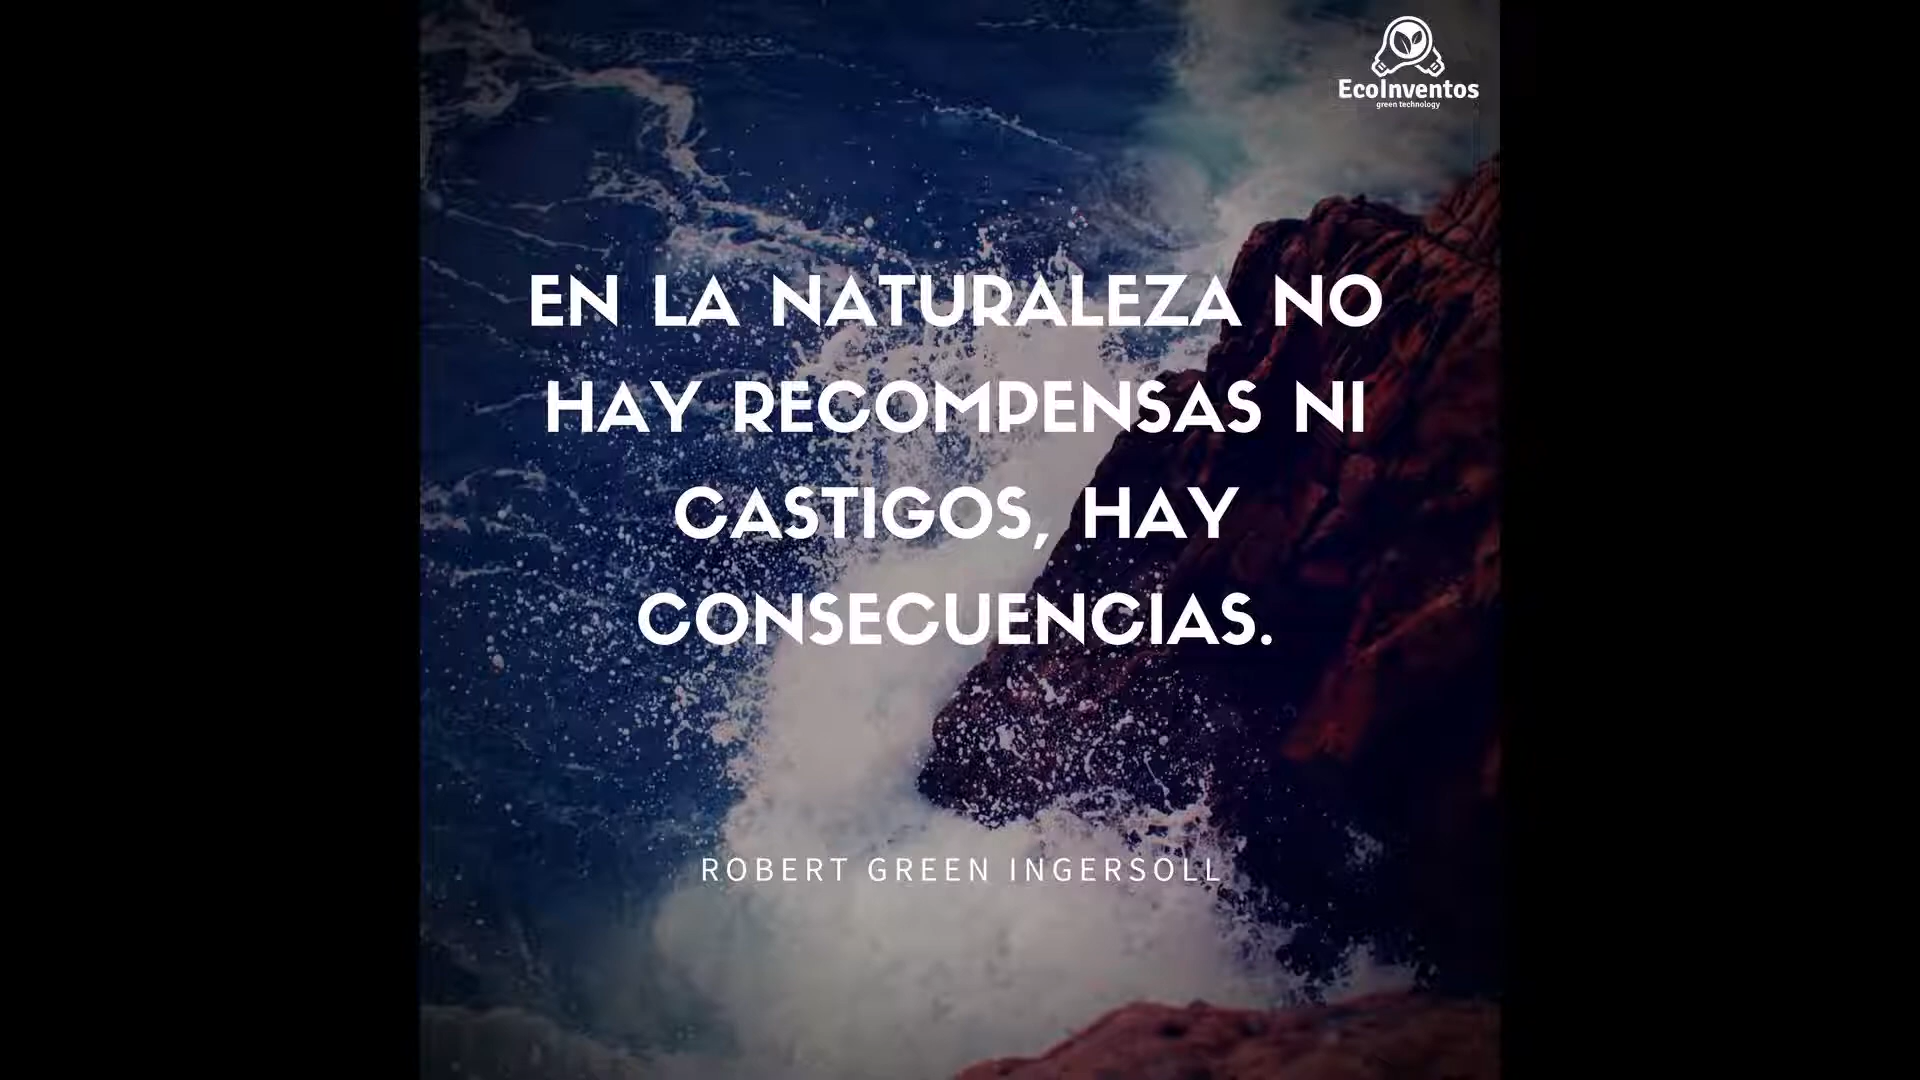 EcoInventos
green technology
EN LA NATURALEZA NO
HAY RECOMPENSAS NI
CASTIGOS, HAY
CONSECUENCIAS.
ROBERT GREEN INGERSOLL